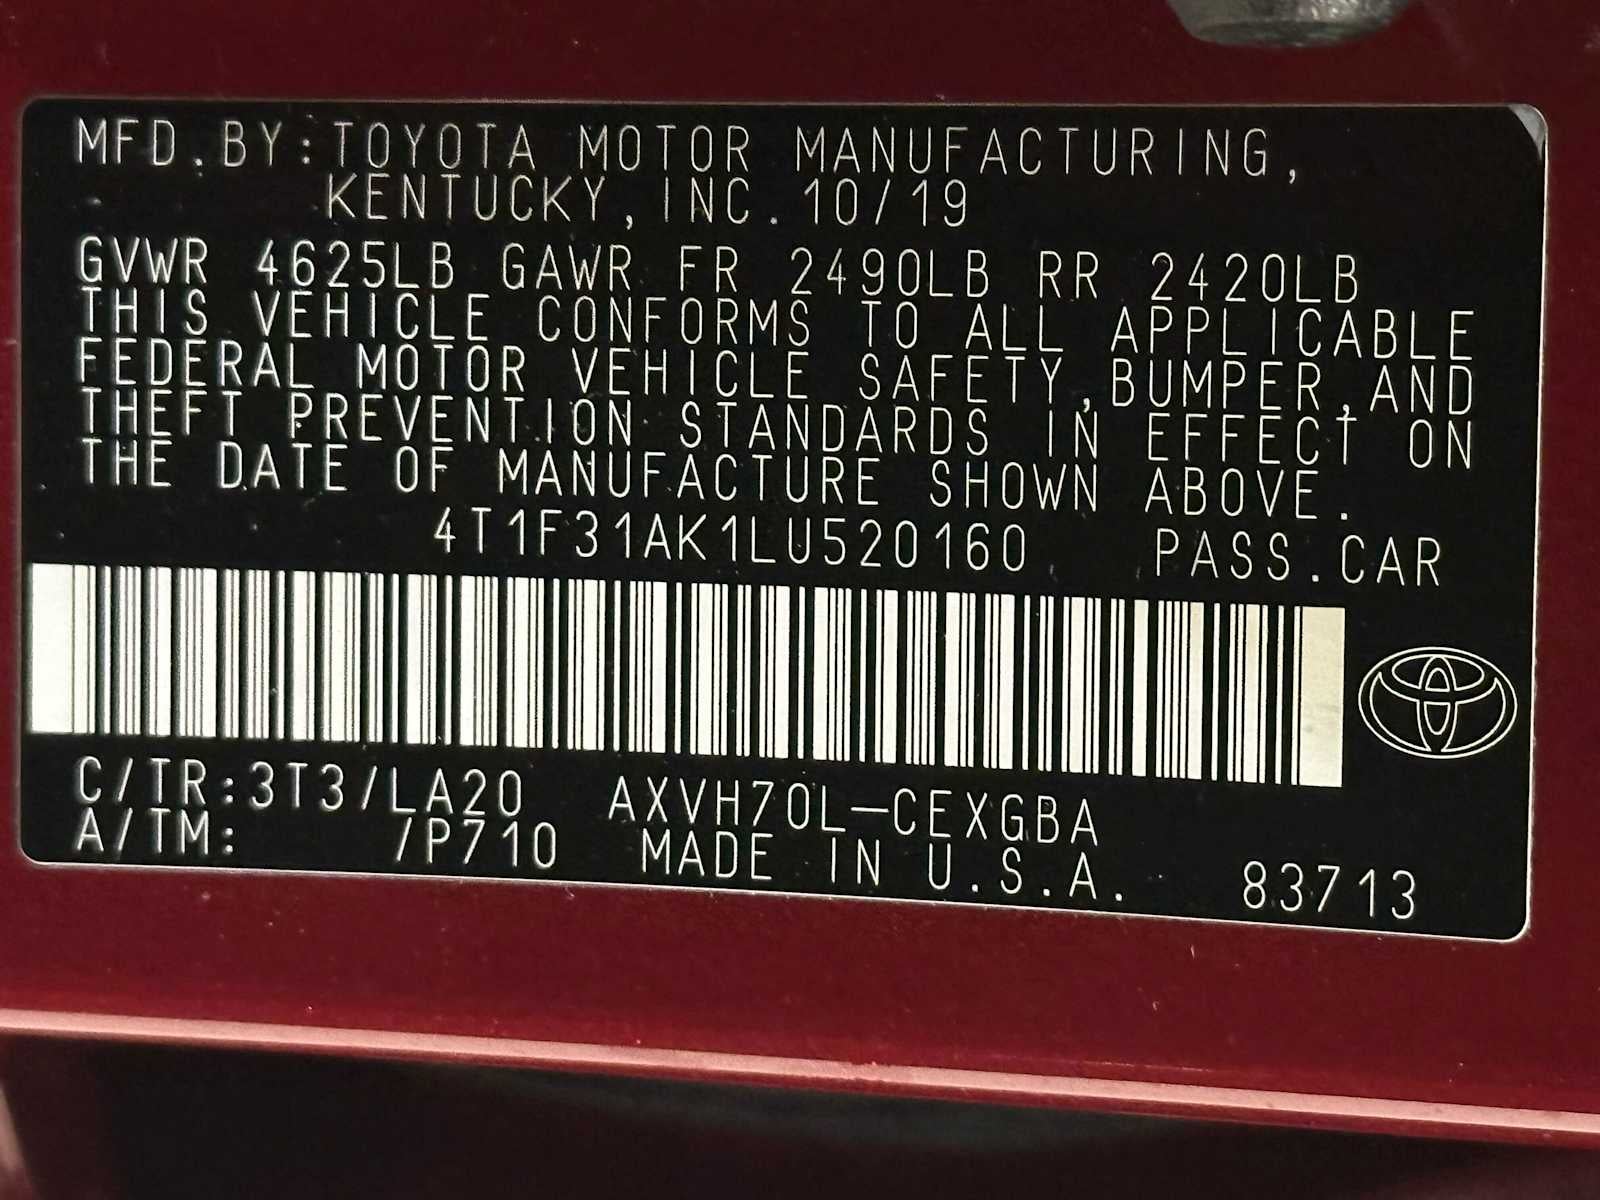 MFD.BY:TOYOTA MOTOR MANUFACTURING,
KENTUCKY,INC.10/19
GVWR 4625LB GAWR FR 2490LB RR 2420LB
THIS VEHICLE CONFORMS TO ALL APPLICABLE
FEDERAL MOTOR VEHICLE SAFETY,BUMPER,AND
THEFT PREVENTION STANDARDS IN EFFECT ON
THE DATE OF MANUFACTURE SHOWN ABOVE.
4T1F31AK1LU520160 PASS.CAR
C/TR:3T3/LA20 AXVH70L-CEXGBA
A/TM: /P710 MADE IN U.S.A. 83713